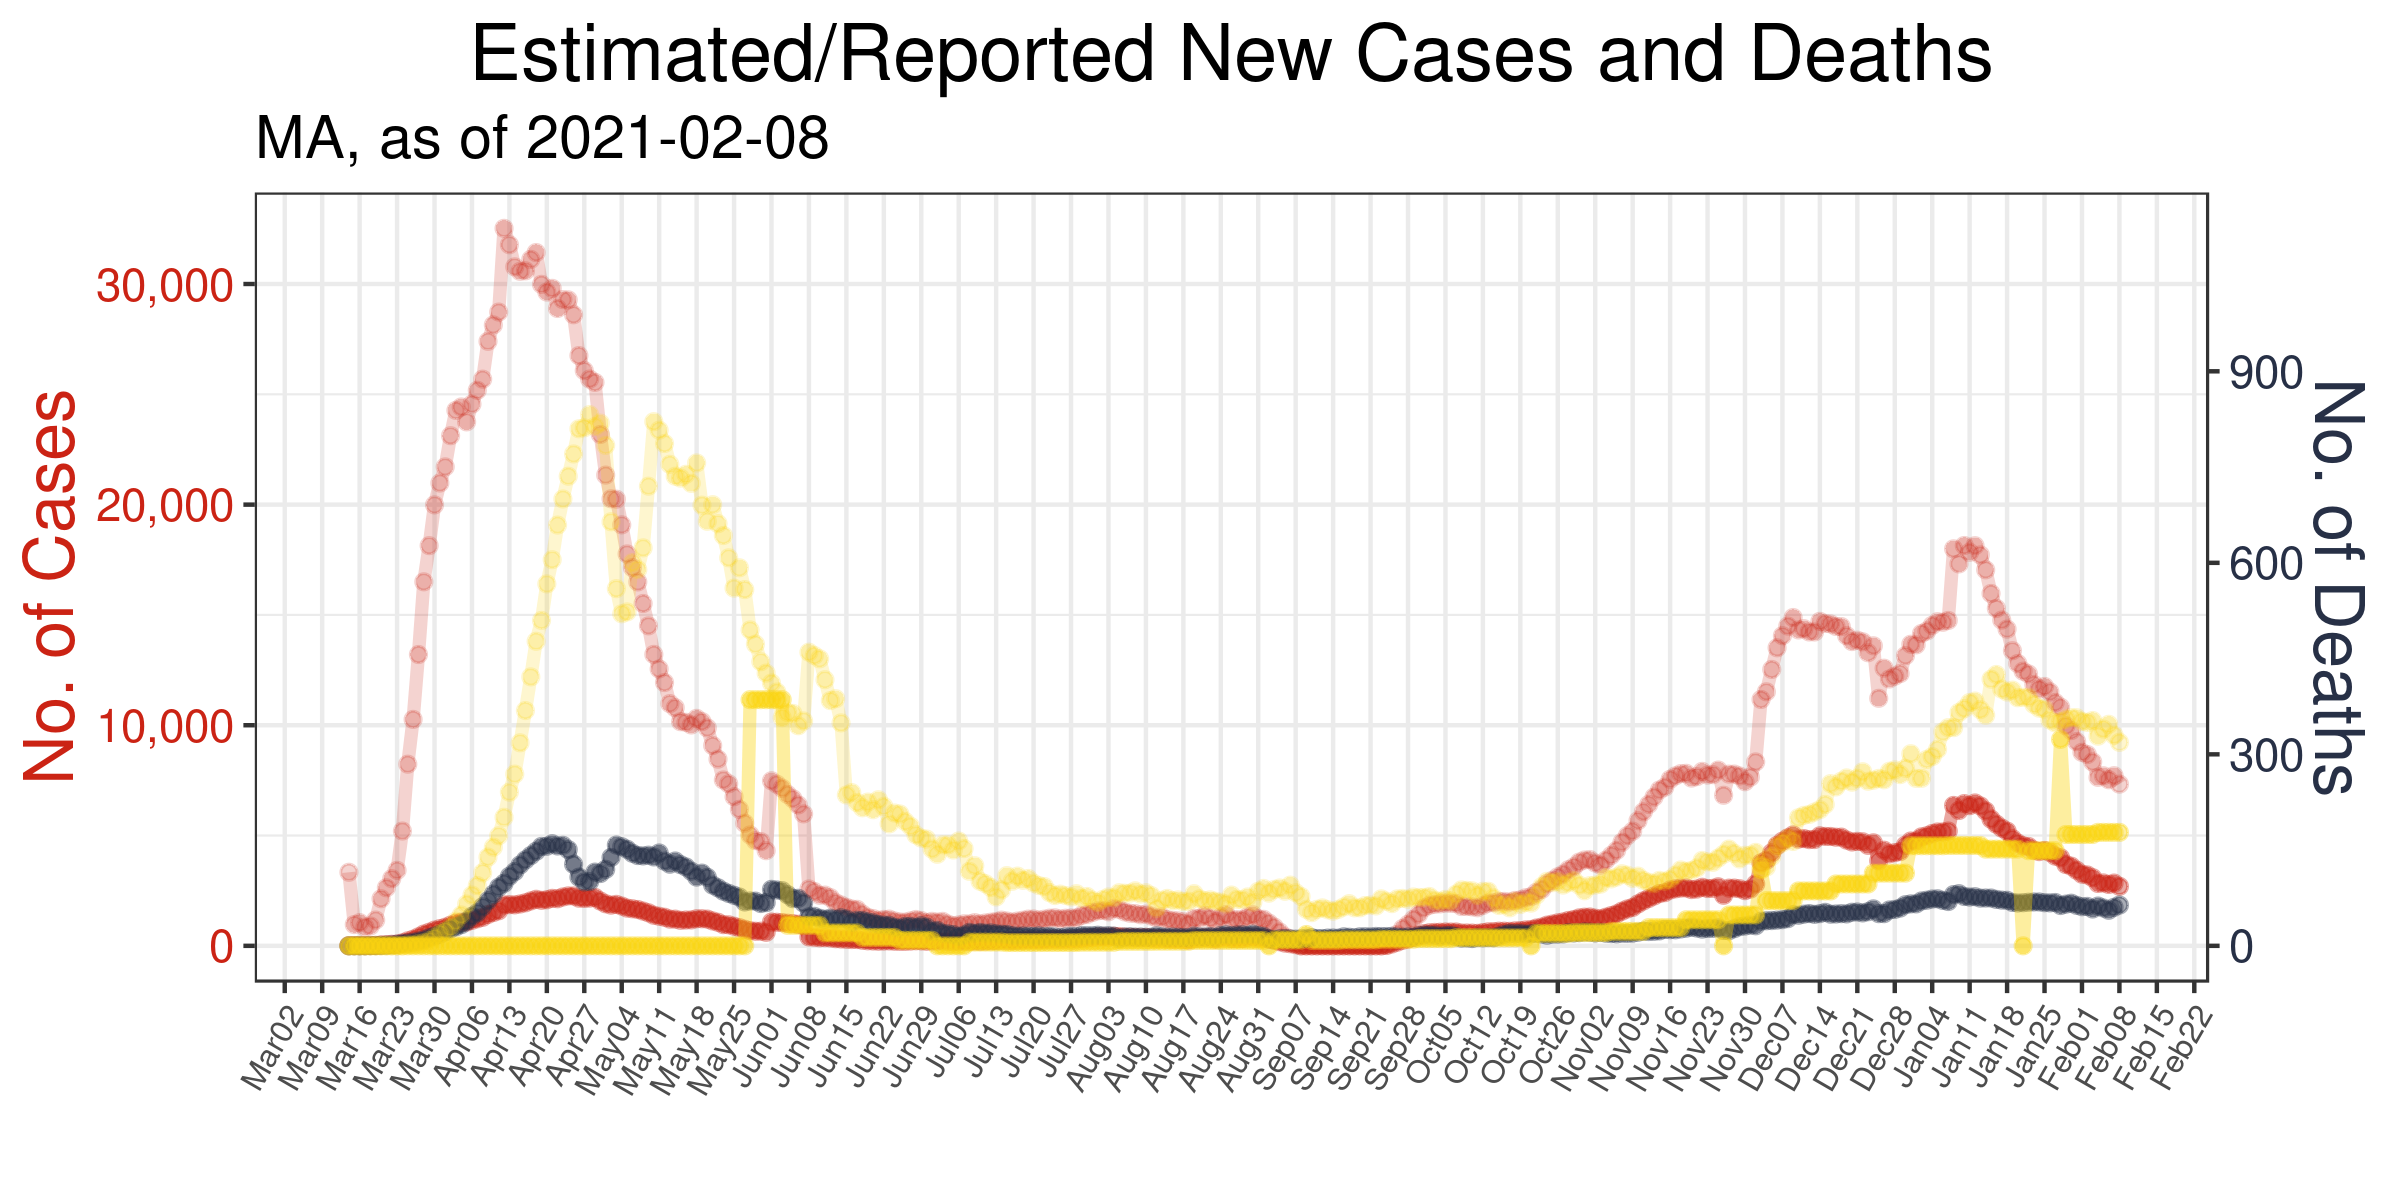 Estimated/Reported New Cases and Deaths
MA, as of 2021-02-08
No. of Cases
30,000
20,000
10,000
0
900
600
300
0
No. of Deaths
Mar02
Mar09
Mar16
Mar23
Mar30
Apr06
Apr13
Apr20
Apr27
May04
May11
May18
May25
Jun01
Jun08
Jun15
Jun22
Jun29
Jul06
Jul13
Jul20
Jul27
Aug03
Aug10
Aug17
Aug24
Aug31
Sep07
Sep14
Sep21
Sep28
Oct05
Oct12
Oct19
Oct26
Nov02
Nov09
Nov16
Nov23
Nov30
Dec07
Dec14
Dec21
Dec28
Jan04
Jan11
Jan18
Jan25
Feb01
Feb08
Feb15
Feb22